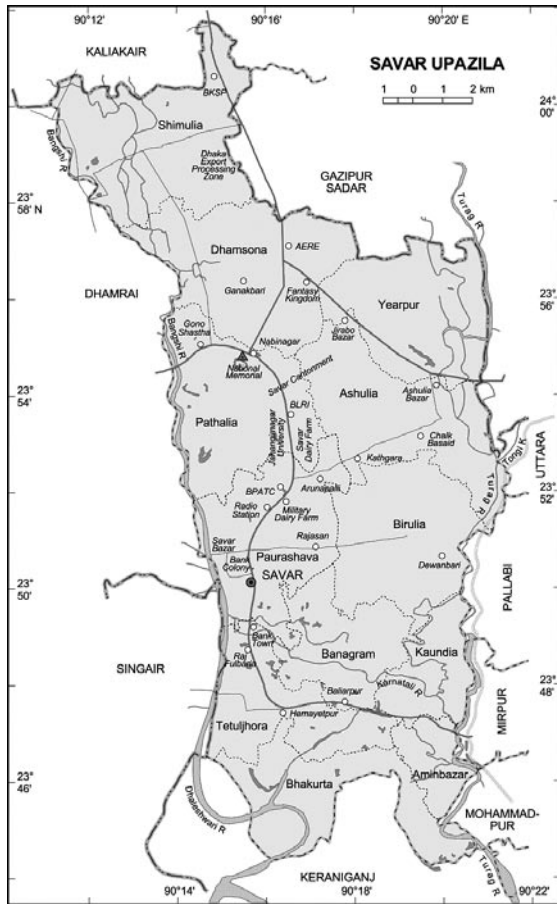 90°12'
90°16'
90°20' E
KALIAKAIR
SAVAR UPAZILA
1 0 1 2 km
BKSP
24°
00'
Shimulia
Bangshi R
Dhaka
Export
Processing
Zone
GAZIPUR
SADAR
Turag R
23°
58' N
Dhamsona
AERE
DHAMRAI
Ganakbari
Fantasy
Kingdom
Yearpur
23°
56'
Bangshi R
Gono
Shastha
Jirabo
Bazar
Nabinagar
National
Memorial
Savar Cantonment
23°
54'
Ashulia
Ashulia
Bazar
BLRI
Pathalia
Jahanginagar
University
Savar
Dairy Farm
Chalk
Basaid
Kathgara
Tongi K
UTTARA
23°
52'
BPATC
Arunapalli
Turag R
Radio
Station
Military
Dairy Farm
Birulia
Savar
Bazar
Rajasan
Paurashava
Bank
Colony
Dewanbari
PALLABI
23°
50'
SAVAR
Bank
Town
Raj
Fulbaria
Banagram
Kaundia
SINGAIR
23°
48'
Karnatali R
Baliarpur
MIRPUR
Tetuljhora
Hemayetpur
23°
46'
Aminbazar
Bhakurta
Dhaleshwari R
MOHAMMAD-
PUR
KERANIGANJ
Turag R
90°14'
90°18'
90°22'